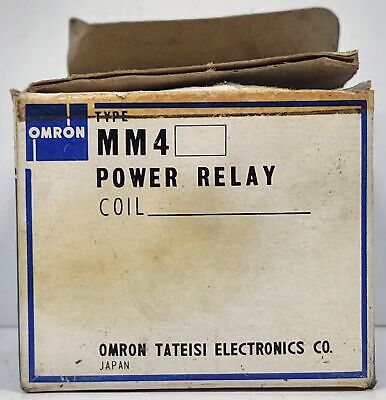 TYPE
OMRON
MM4
POWER RELAY
COIL
OMRON TATEISI ELECTRONICS CO.
JAPAN